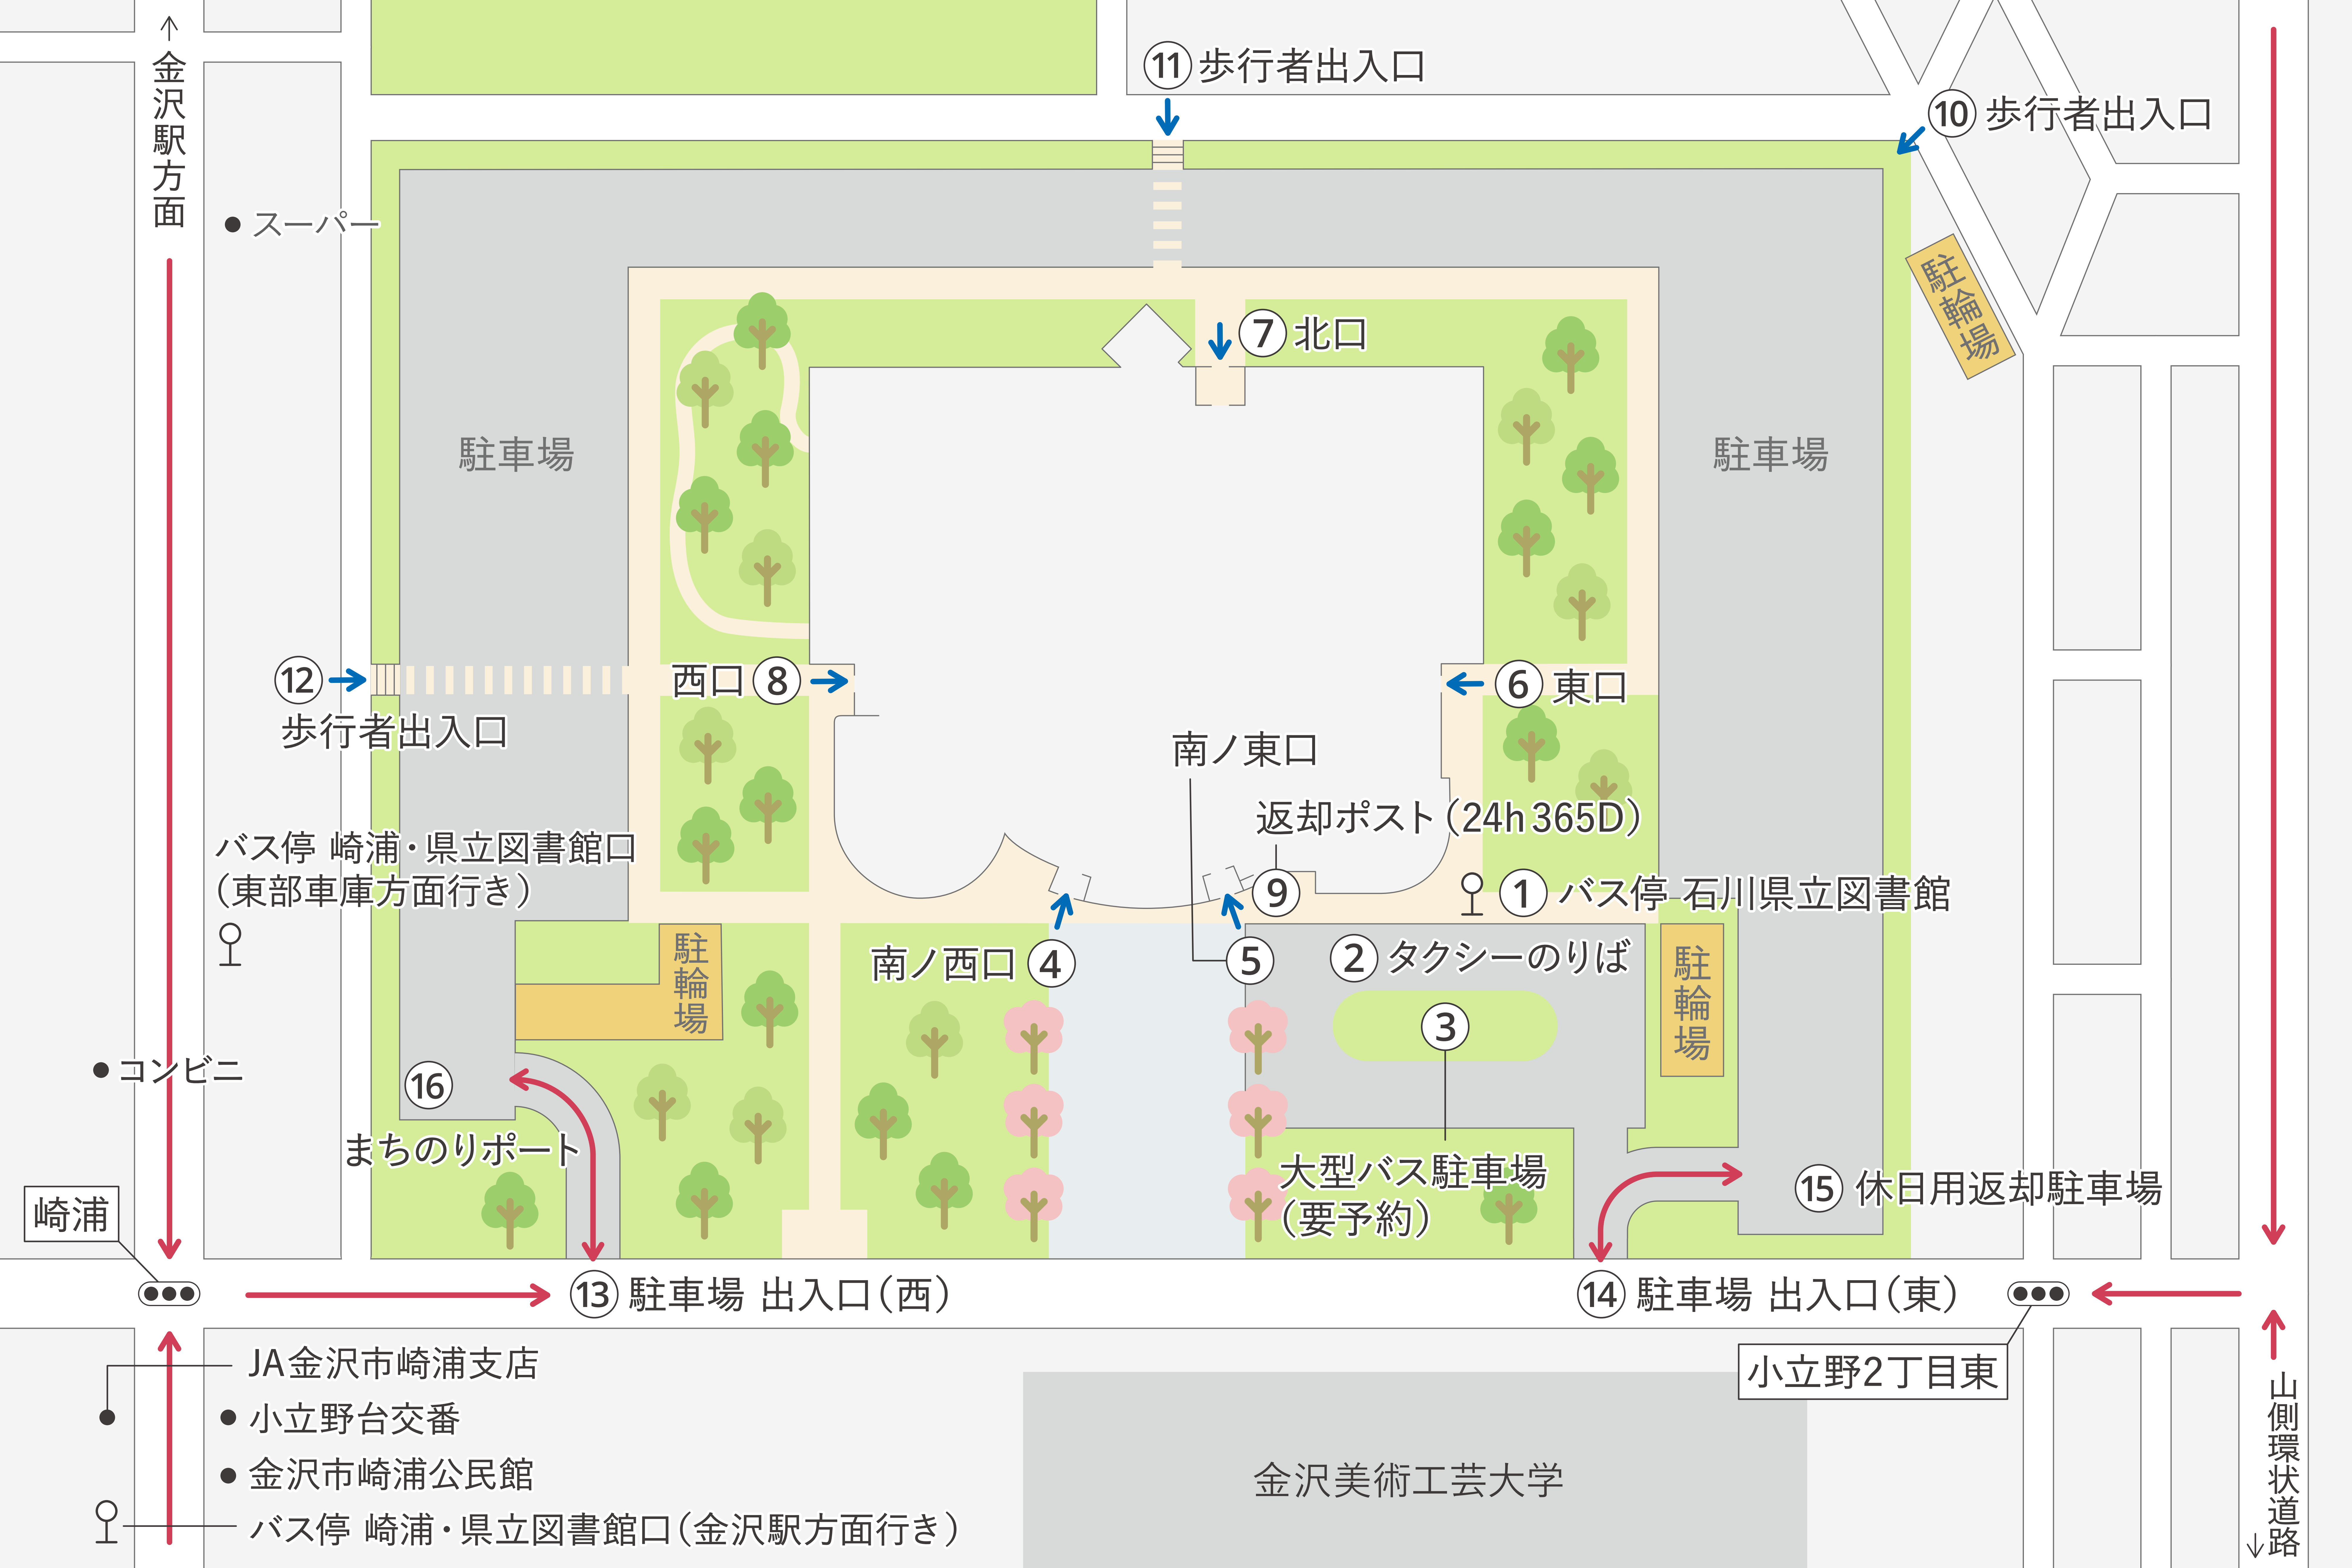 ↑金沢駅方面
⑪歩行者出入口
⑩歩行者出入口
スーパー
駐輪場
⑦北口
駐車場
駐車場
⑫
歩行者出入口
西口⑧
⑥東口
南ノ東口
返却ポスト(24h 365D)
バス停 崎浦・県立図書館口
(東部車庫方面行き)
⑨
①バス停 石川県立図書館
駐輪場
南ノ西口④
⑤
②タクシーのりば
駐輪場
③
コンビニ
⑯
まちのりポート
大型バス駐車場
(要予約)
⑮休日用返却駐車場
崎浦
⑬駐車場 出入口(西)
⑭駐車場 出入口(東)
小立野2丁目東
JA金沢市崎浦支店
小立野台交番
金沢市崎浦公民館
バス停 崎浦・県立図書館口(金沢駅方面行き)
金沢美術工芸大学
山側環状道路↓